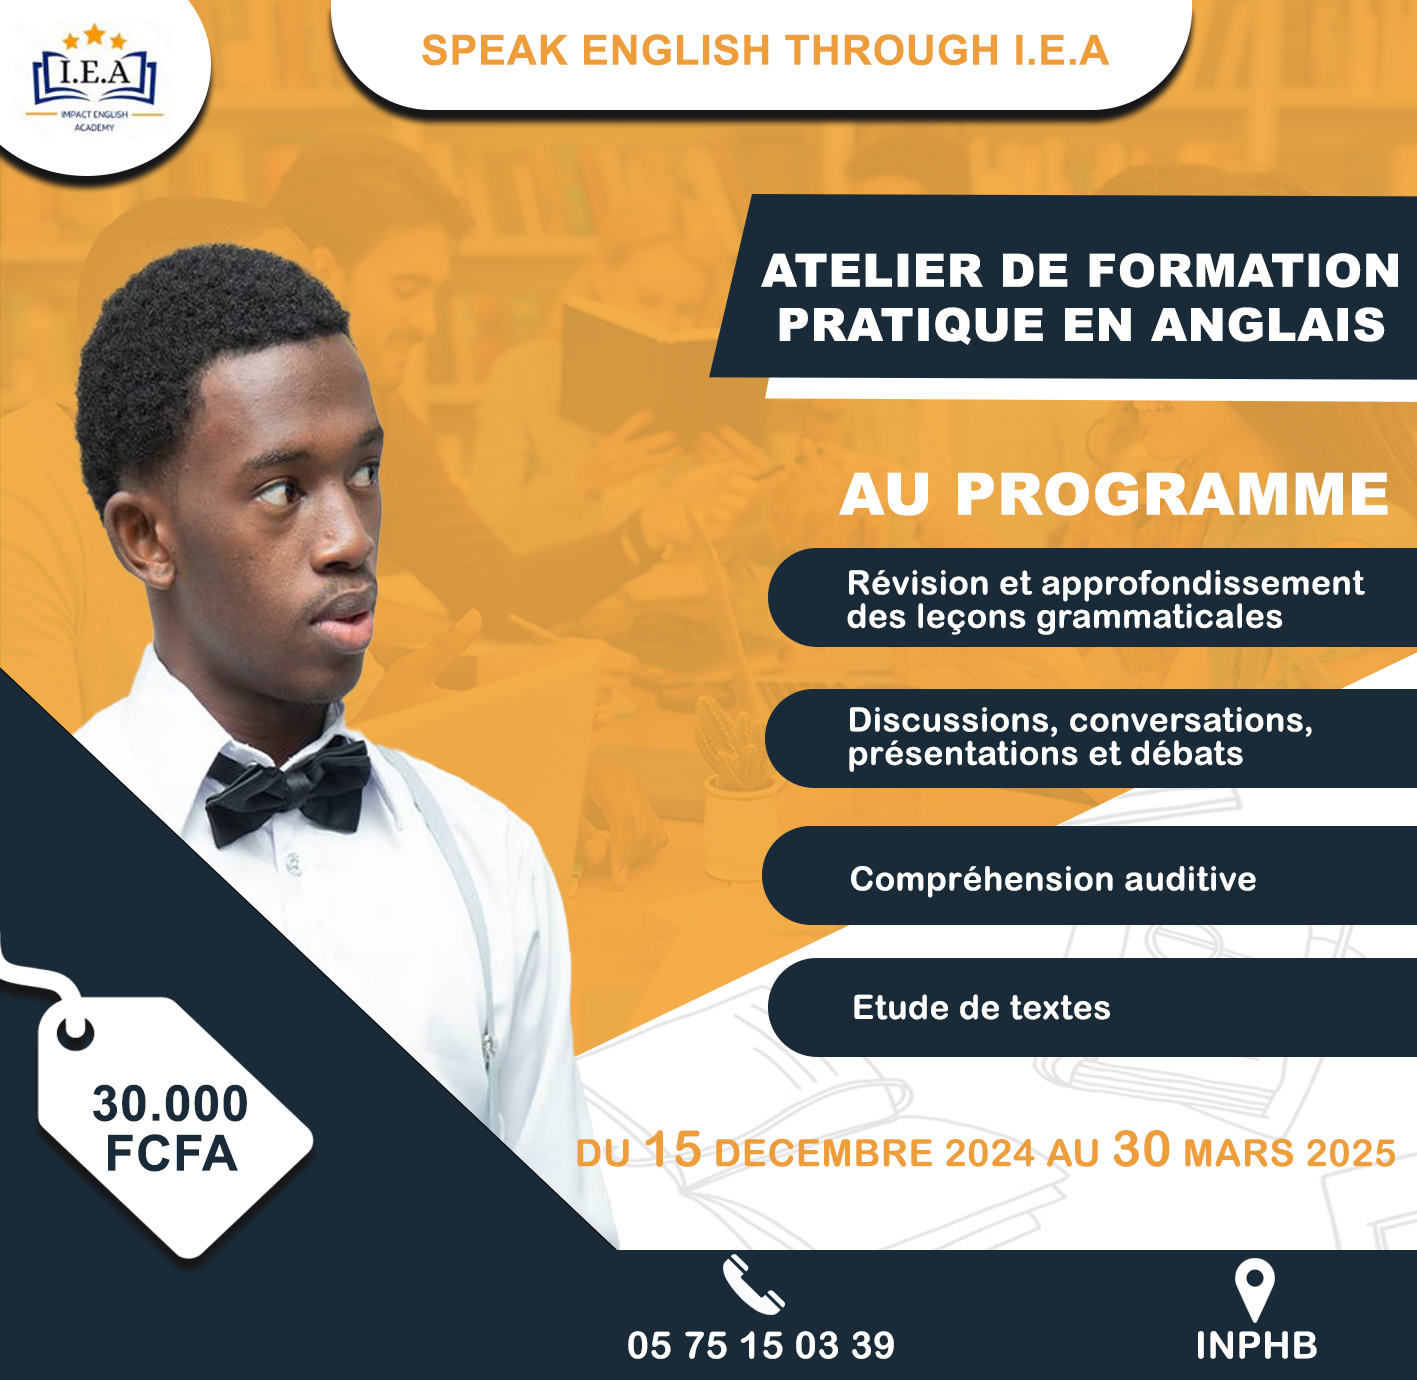 I.E.A
IMPACT ENGLISH
ACADEMY
SPEAK ENGLISH THROUGH I.E.A
ATELIER DE FORMATION
PRATIQUE EN ANGLAIS
AU PROGRAMME
Révision et approfondissement
des leçons grammaticales
Discussions, conversations,
présentations et débats
Compréhension auditive
Etude de textes
30.000
FCFA
DU 15 DECEMBRE 2024 AU 30 MARS 2025
05 75 15 03 39
INPHB